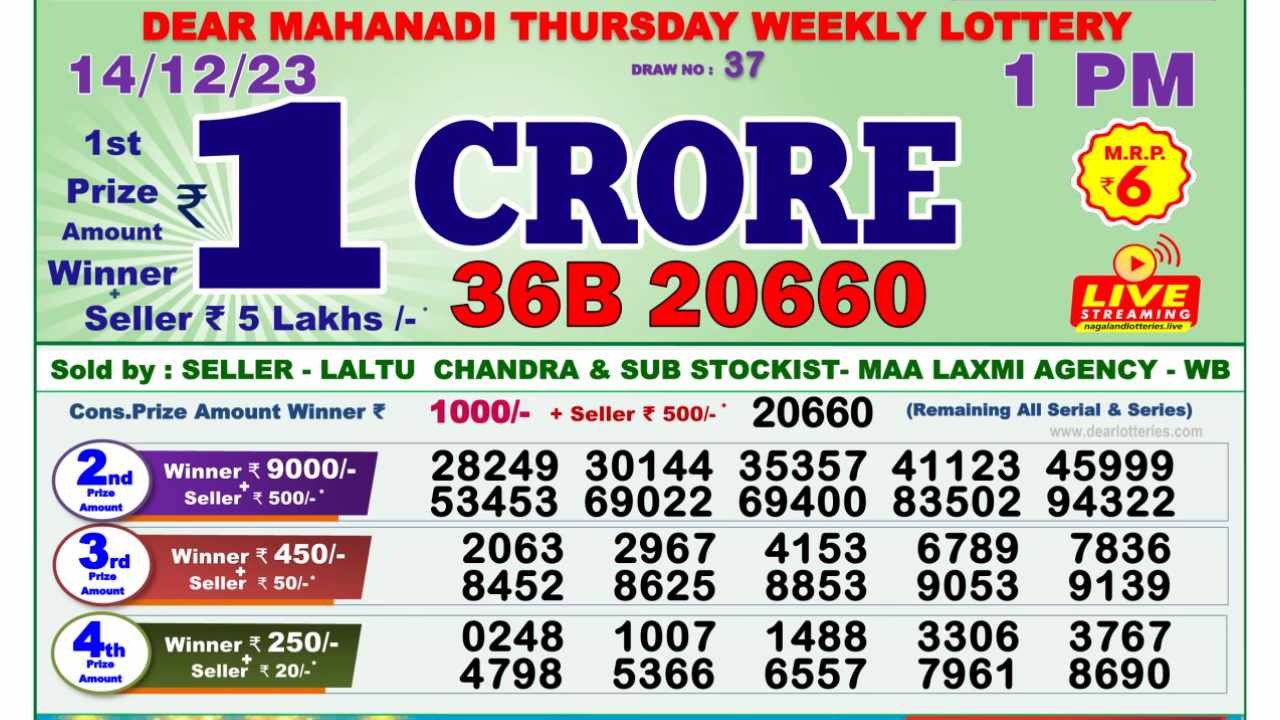 DEAR MAHANADI THURSDAY WEEKLY LOTTERY
14/12/23
DRAW NO : 37
1 PM
1st
Prize
Amount
Winner
+
Seller ₹ 5 Lakhs /-*
₹ 1 CRORE
36B 20660
M.R.P.
₹6
LIVE
STREAMING
nagalandlotteries.live
Sold by : SELLER - LALTU CHANDRA & SUB STOCKIST- MAA LAXMI AGENCY - WB
Cons.Prize Amount Winner ₹ 1000/- + Seller ₹ 500/-* 20660 (Remaining All Serial & Series)
www.dearlotteries.com
2nd
Prize
Amount
Winner ₹ 9000/-
+
Seller ₹ 500/-*
28249 30144 35357 41123 45999
53453 69022 69400 83502 94322
3rd
Prize
Amount
Winner ₹ 450/-
+
Seller ₹ 50/-*
2063 2967 4153 6789 7836
8452 8625 8853 9053 9139
4th
Prize
Amount
Winner ₹ 250/-
+
Seller ₹ 20/-*
0248 1007 1488 3306 3767
4798 5366 6557 7961 8690